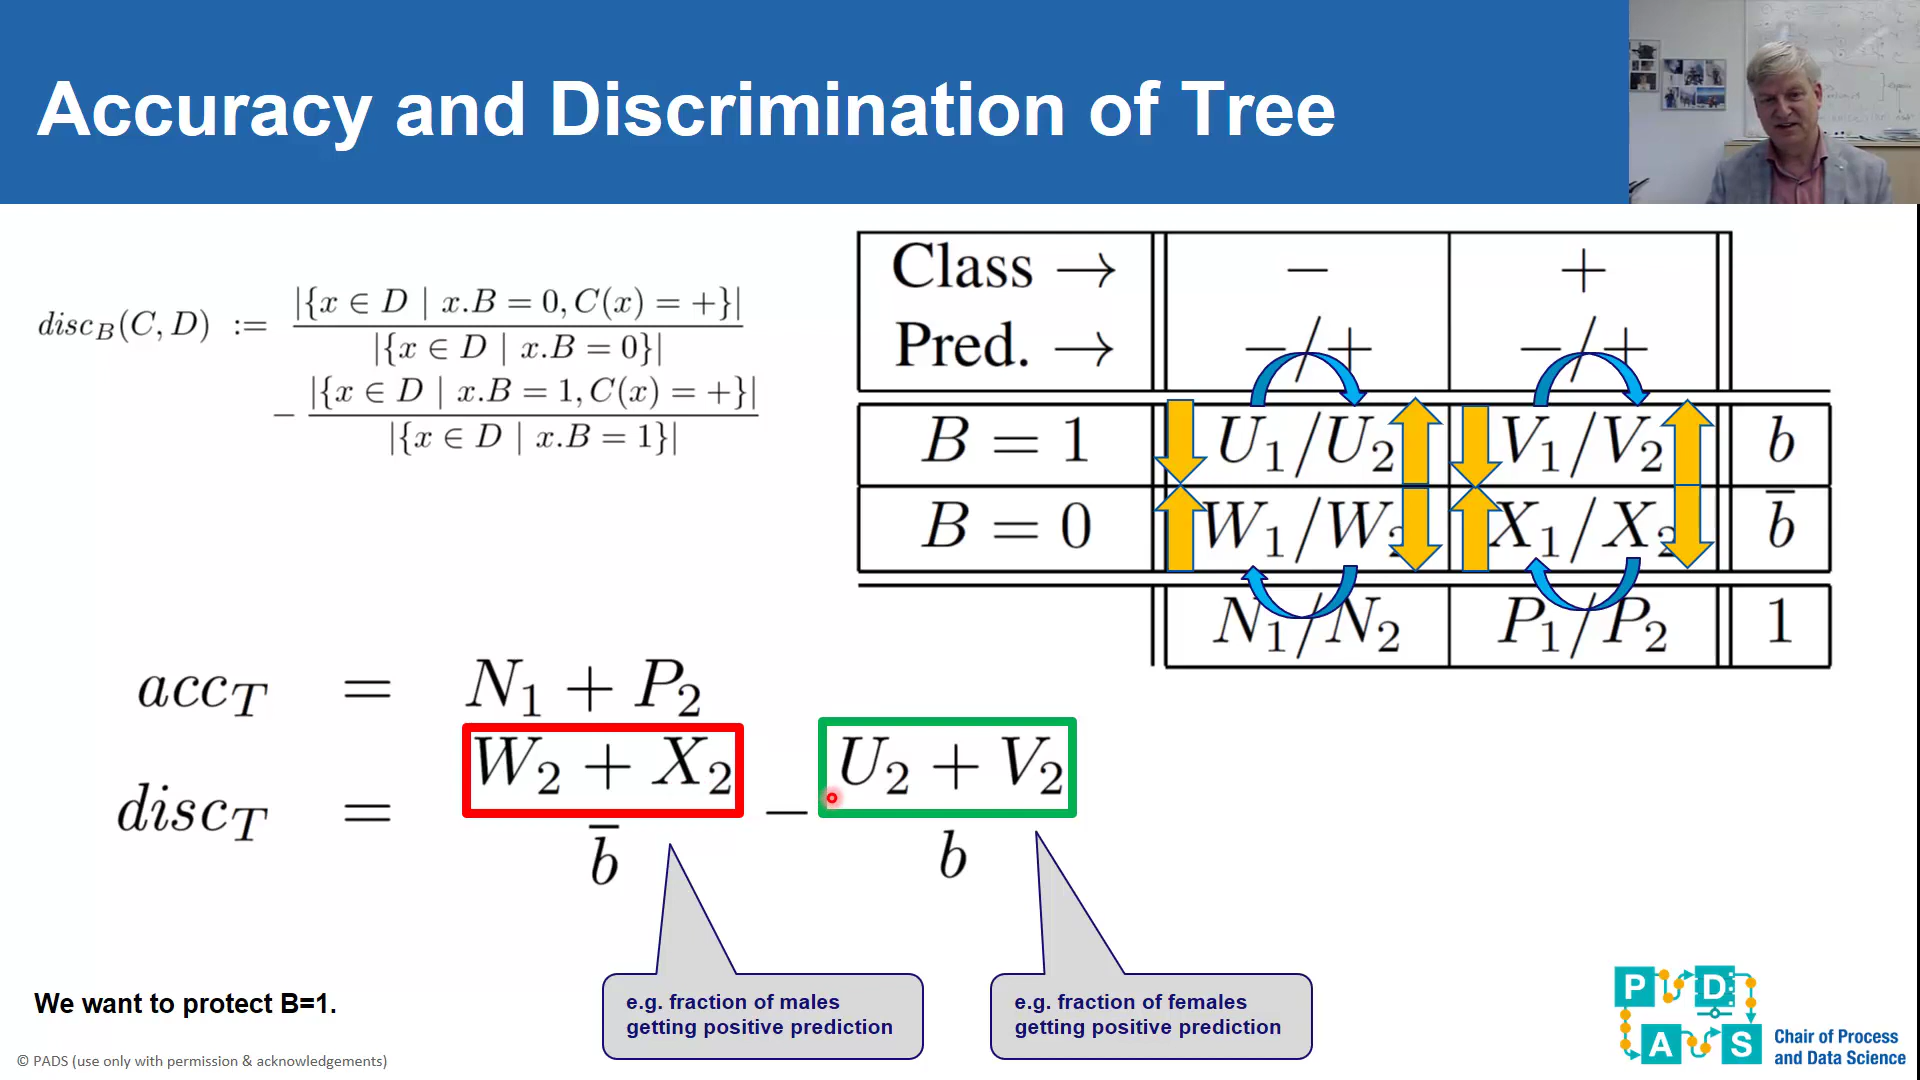 Accuracy and Discrimination of Tree
disc_B(C, D) := |{x ∈ D | x.B = 0, C(x) = +}|
|{x ∈ D | x.B = 0}|
− |{x ∈ D | x.B = 1, C(x) = +}|
|{x ∈ D | x.B = 1}|
Class → − +
Pred. → −/+ −/+
B = 1 U₁/U₂ V₁/V₂ b
B = 0 W₁/W₂ X₁/X₂ b̄
N₁/N₂ P₁/P₂ 1
acc_T = N₁ + P₂
disc_T = W₂ + X₂ − U₂ + V₂
b̄ b
e.g. fraction of males
getting positive prediction
e.g. fraction of females
getting positive prediction
We want to protect B=1.
© PADS (use only with permission & acknowledgements)
P D
A S
Chair of Process
and Data Science